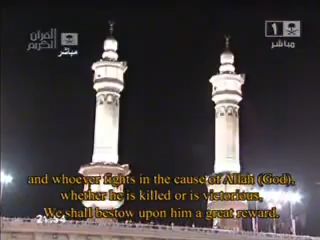 القرآن
الكريم
مباشر
1
مباشر
and whoever fights in the cause of Allah (God),
whether he is killed or is victorious,
We shall bestow upon him a great reward.